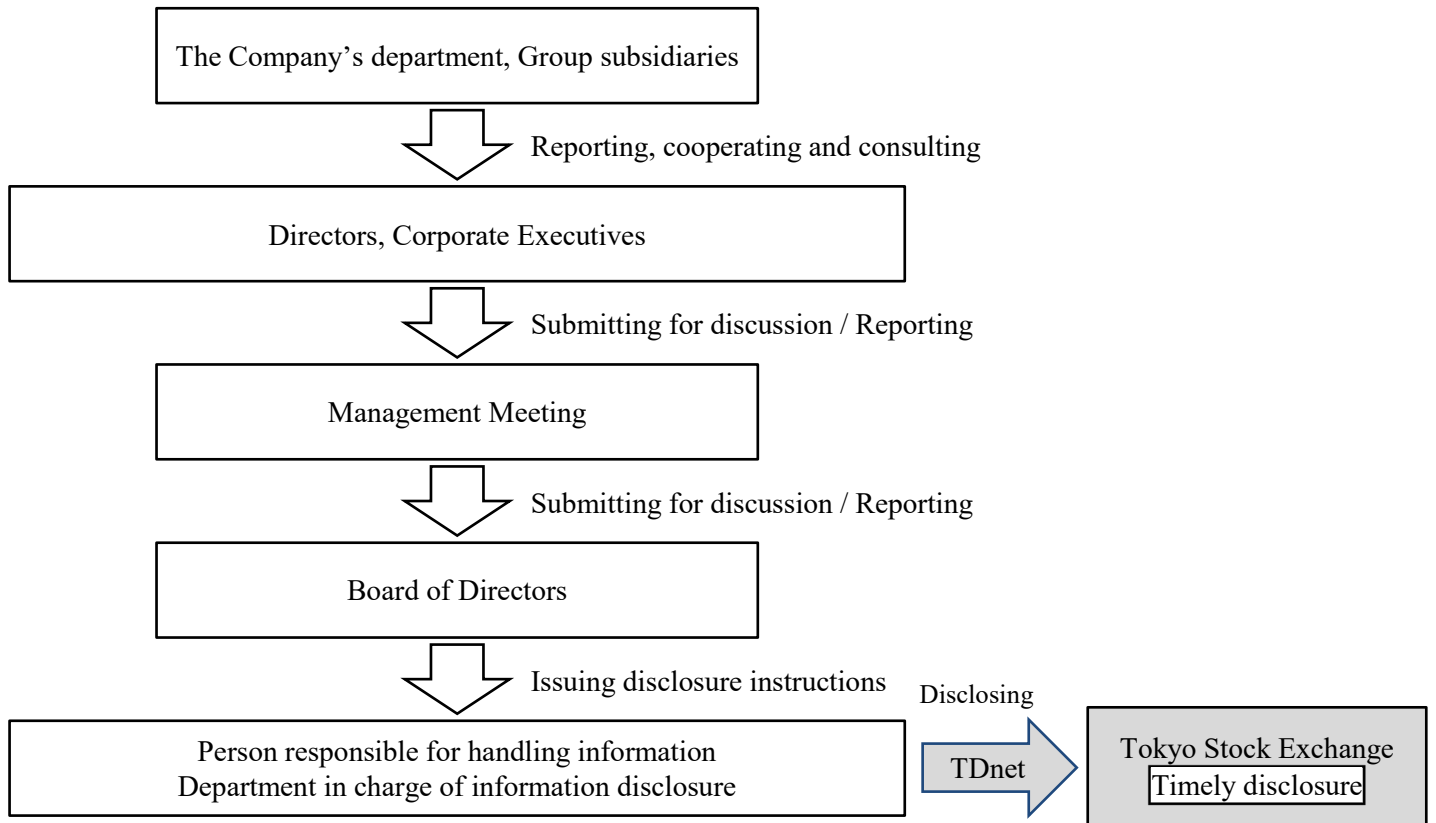 The Company’s department, Group subsidiaries
Reporting, cooperating and consulting
Directors, Corporate Executives
Submitting for discussion / Reporting
Management Meeting
Submitting for discussion / Reporting
Board of Directors
Issuing disclosure instructions
Disclosing
Person responsible for handling information
Department in charge of information disclosure
TDnet
Tokyo Stock Exchange
Timely disclosure